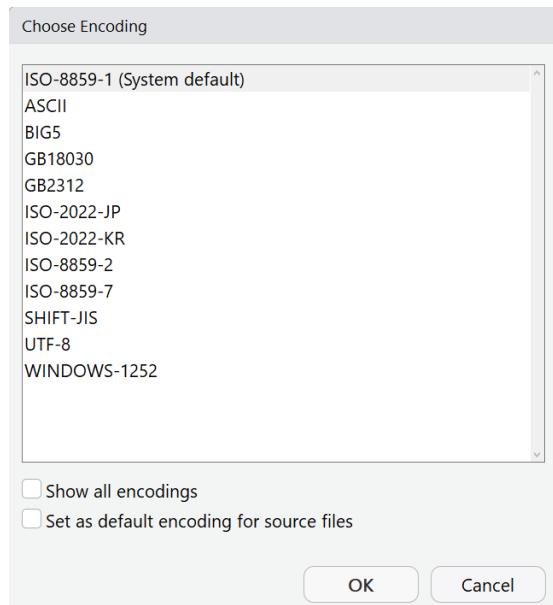 Choose Encoding
ISO-8859-1 (System default)
ASCII
BIG5
GB18030
GB2312
ISO-2022-JP
ISO-2022-KR
ISO-8859-2
ISO-8859-7
SHIFT-JIS
UTF-8
WINDOWS-1252
Show all encodings
Set as default encoding for source files
OK Cancel